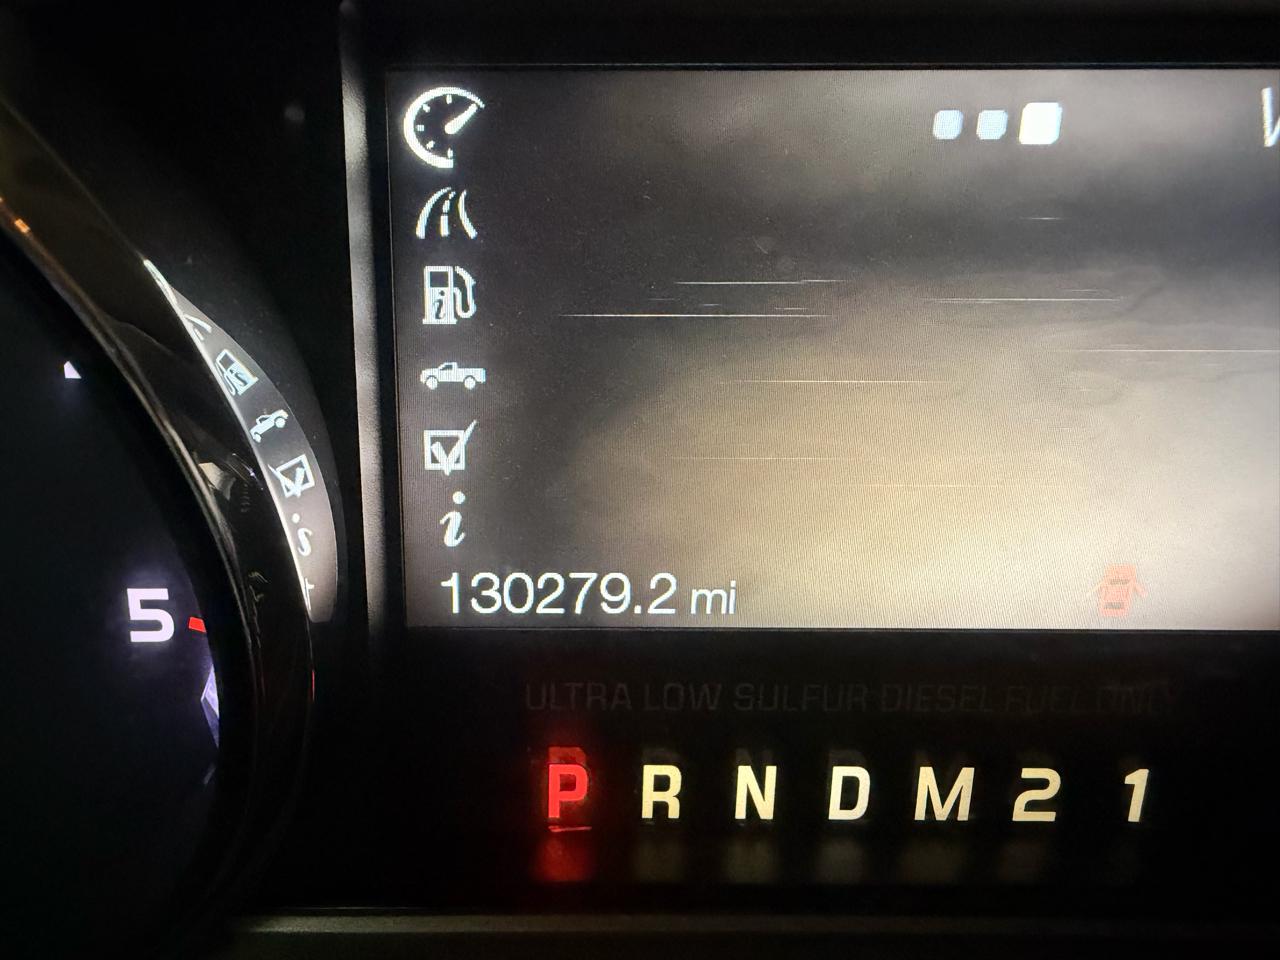 5
130279.2 mi
ULTRA LOW SULFUR DIESEL FUEL ONLY
P R N D M 2 1